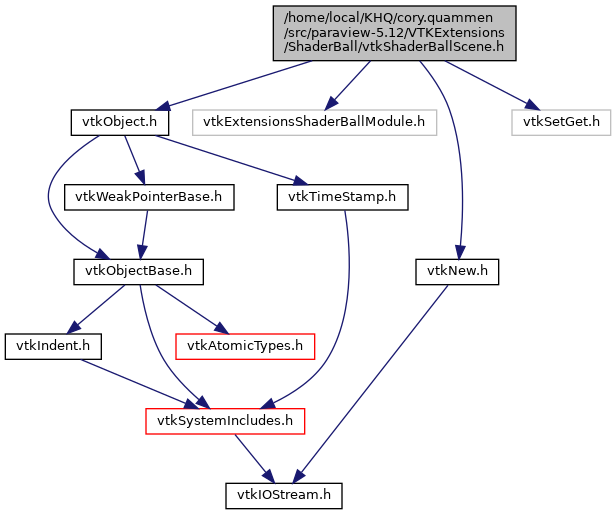 /home/local/KHQ/cory.quammen
/src/paraview-5.12/VTKExtensions
/ShaderBall/vtkShaderBallScene.h
vtkObject.h
vtkExtensionsShaderBallModule.h
vtkSetGet.h
vtkWeakPointerBase.h
vtkTimeStamp.h
vtkObjectBase.h
vtkNew.h
vtkIndent.h
vtkAtomicTypes.h
vtkSystemIncludes.h
vtkIOStream.h